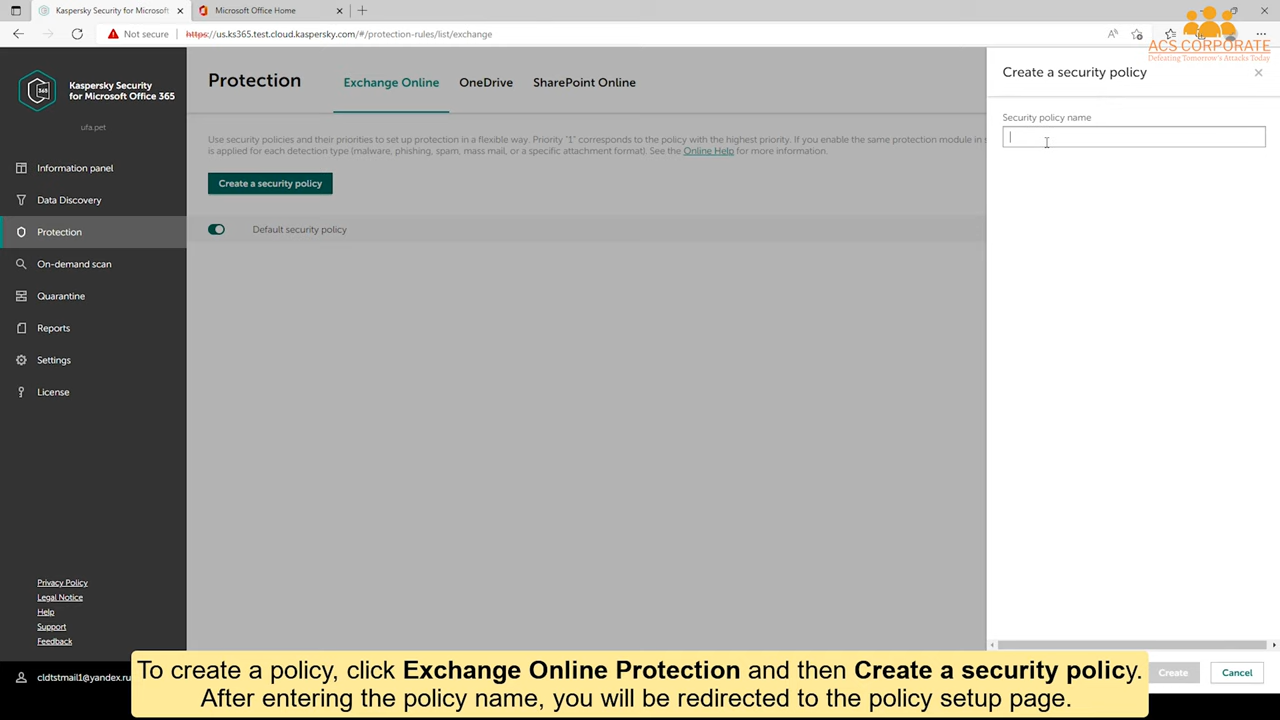 Kaspersky Security for Microsoft
Microsoft Office Home
Not secure
https://us.ks365.test.cloud.kaspersky.com/#/protection-rules/list/exchange
ACS CORPORATE
Defeating Tomorrow's Attacks Today
Kaspersky Security
for Microsoft Office 365
ufa.pet
Information panel
Data Discovery
Protection
On-demand scan
Quarantine
Reports
Settings
License
Privacy Policy
Legal Notice
Help
Support
Feedback
cldtstmail1@yandex.ru
Protection
Exchange Online
OneDrive
SharePoint Online
Use security policies and their priorities to set up protection in a flexible way. Priority "1" corresponds to the policy with the highest priority. If you enable the same protection module in s
is applied for each detection type (malware, phishing, spam, mass mail, or a specific attachment format). See the Online Help for more information.
Create a security policy
Default security policy
Create a security policy
Security policy name
Create
Cancel
To create a policy, click Exchange Online Protection and then Create a security policy.
After entering the policy name, you will be redirected to the policy setup page.